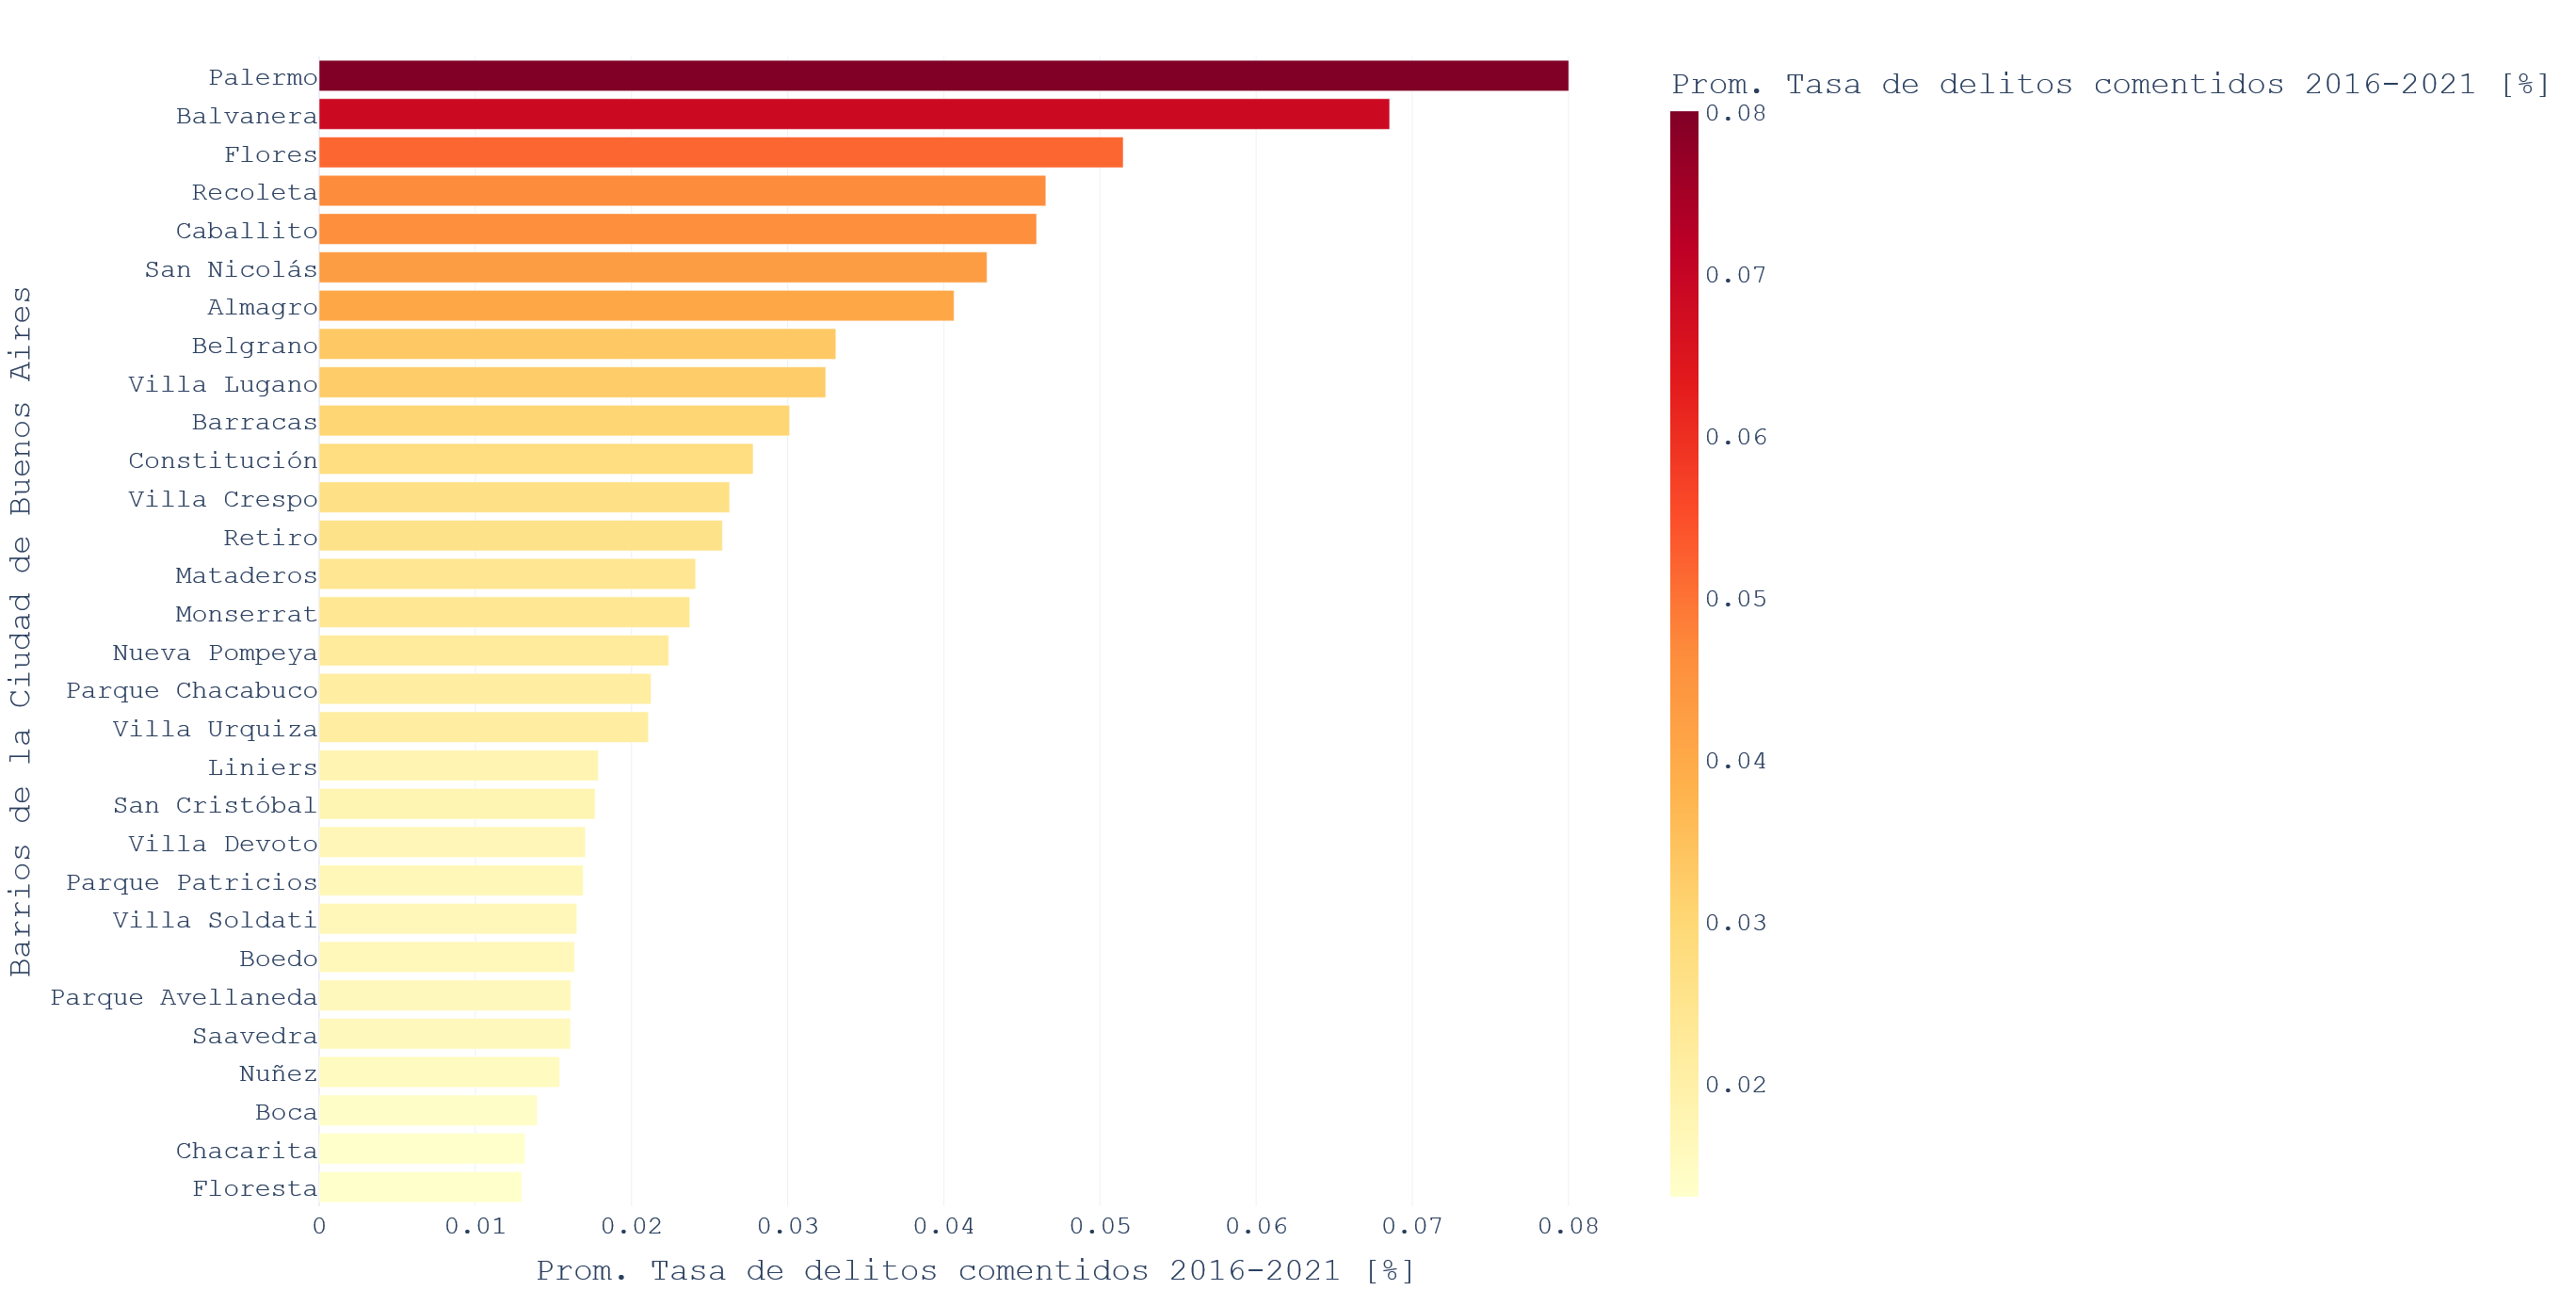 Barrios de la Ciudad de Buenos Aires
Palermo
Balvanera
Flores
Recoleta
Caballito
San Nicolás
Almagro
Belgrano
Villa Lugano
Barracas
Constitución
Villa Crespo
Retiro
Mataderos
Monserrat
Nueva Pompeya
Parque Chacabuco
Villa Urquiza
Liniers
San Cristóbal
Villa Devoto
Parque Patricios
Villa Soldati
Boedo
Parque Avellaneda
Saavedra
Nuñez
Boca
Chacarita
Floresta
0 0.01 0.02 0.03 0.04 0.05 0.06 0.07 0.08
Prom. Tasa de delitos comentidos 2016-2021 [%]
Prom. Tasa de delitos comentidos 2016-2021 [%]
0.08
0.07
0.06
0.05
0.04
0.03
0.02